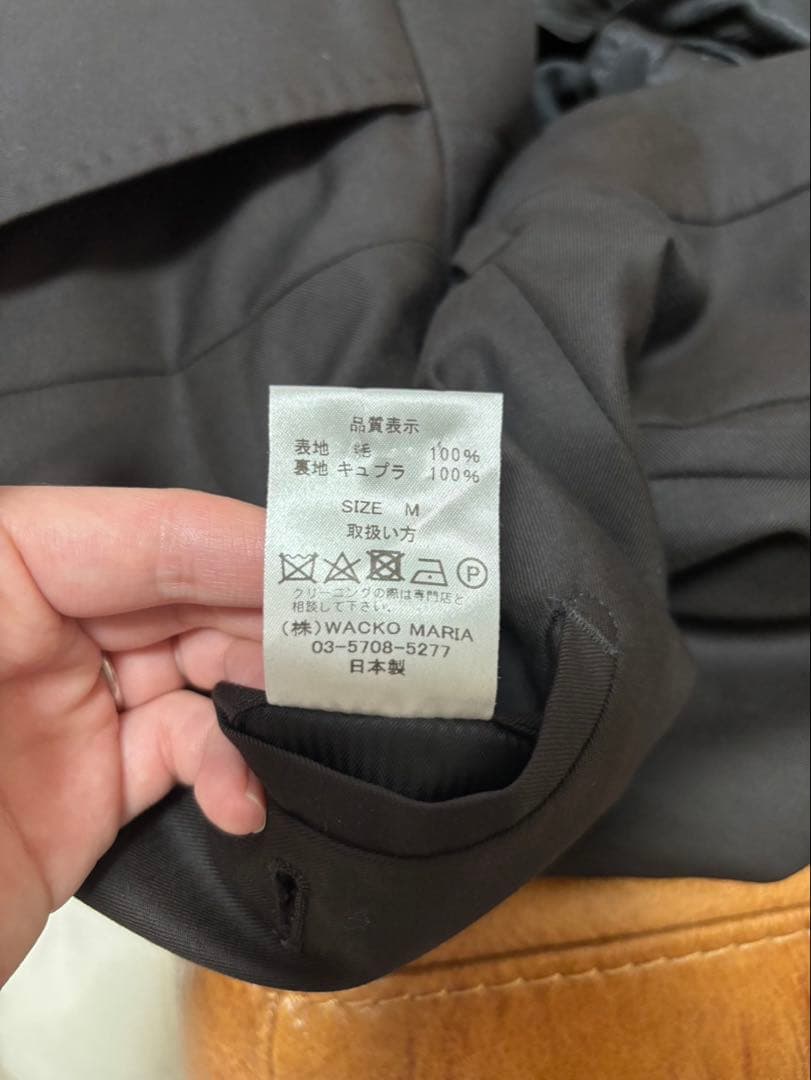 品質表示
表地 毛 100%
裏地 キュプラ 100%
SIZE M
取扱い方
P
クリーニングの際は専門店と
相談して下さい。
(株)WACKO MARIA
03-5708-5277
日本製